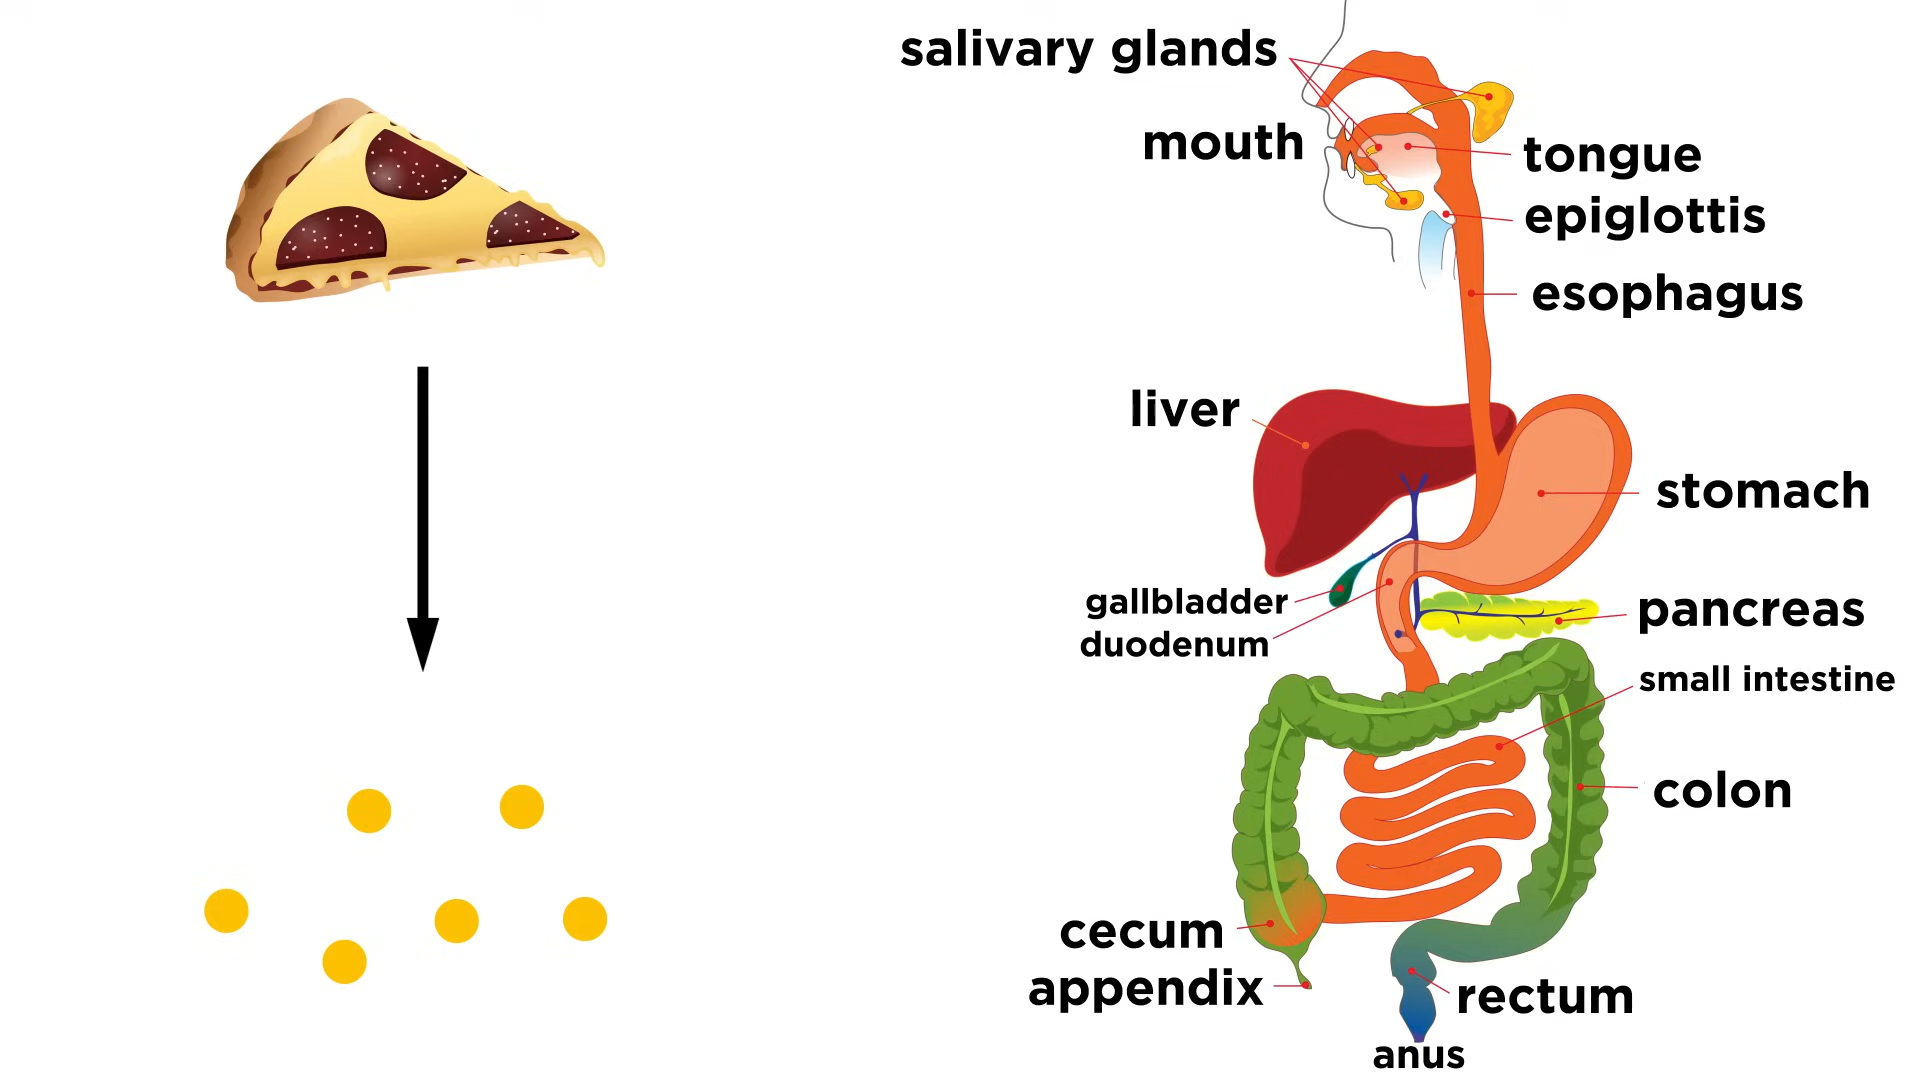 salivary glands
mouth
tongue
epiglottis
esophagus
liver
stomach
gallbladder
duodenum
pancreas
small intestine
colon
cecum
appendix
rectum
anus